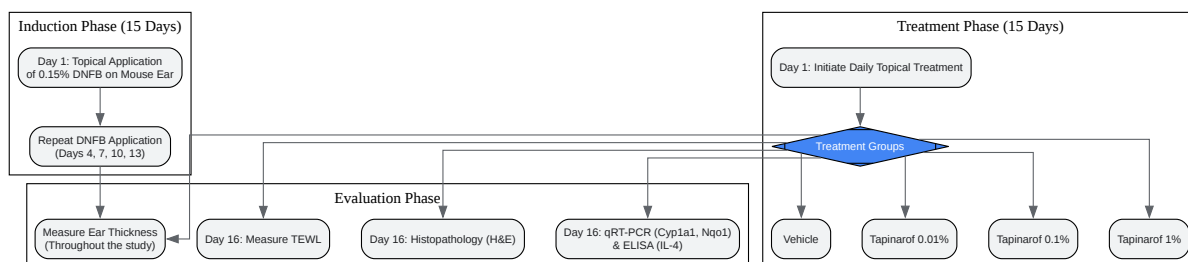 Induction Phase (15 Days)
Day 1: Topical Application
of 0.15% DNFB on Mouse Ear
Repeat DNFB Application
(Days 4, 7, 10, 13)
Treatment Phase (15 Days)
Day 1: Initiate Daily Topical Treatment
Treatment Groups
Vehicle
Tapinarof 0.01%
Tapinarof 0.1%
Tapinarof 1%
Evaluation Phase
Measure Ear Thickness
(Throughout the study)
Day 16: Measure TEWL
Day 16: Histopathology (H&E)
Day 16: qRT-PCR (Cyp1a1, Nqo1)
& ELISA (IL-4)